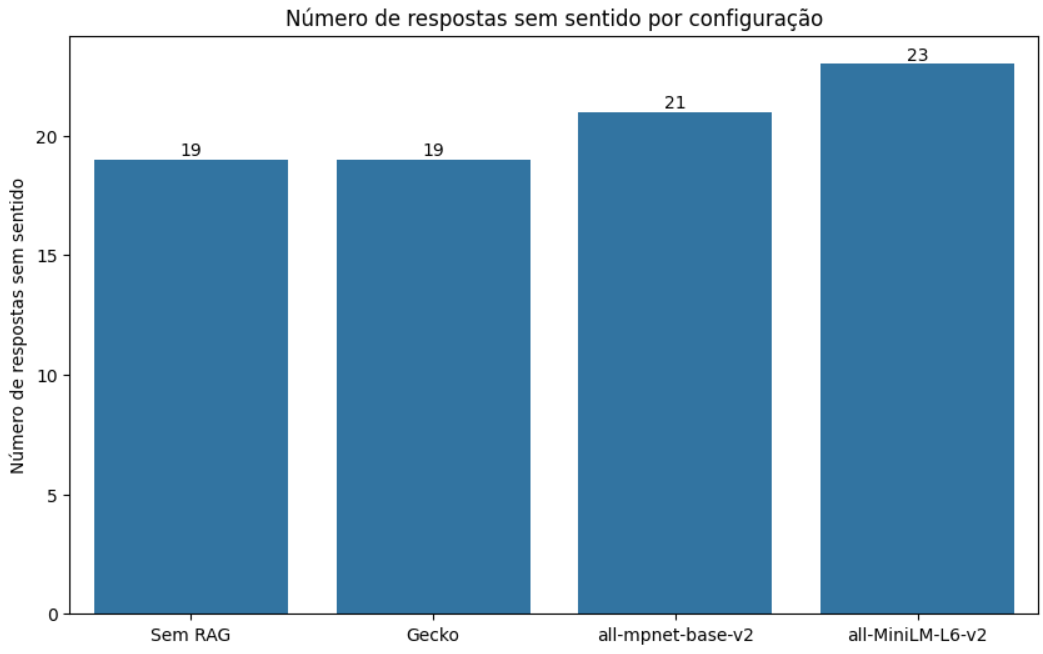 Número de respostas sem sentido por configuração
Número de respostas sem sentido
20
15
10
5
0
19
19
21
23
Sem RAG
Gecko
all-mpnet-base-v2
all-MiniLM-L6-v2